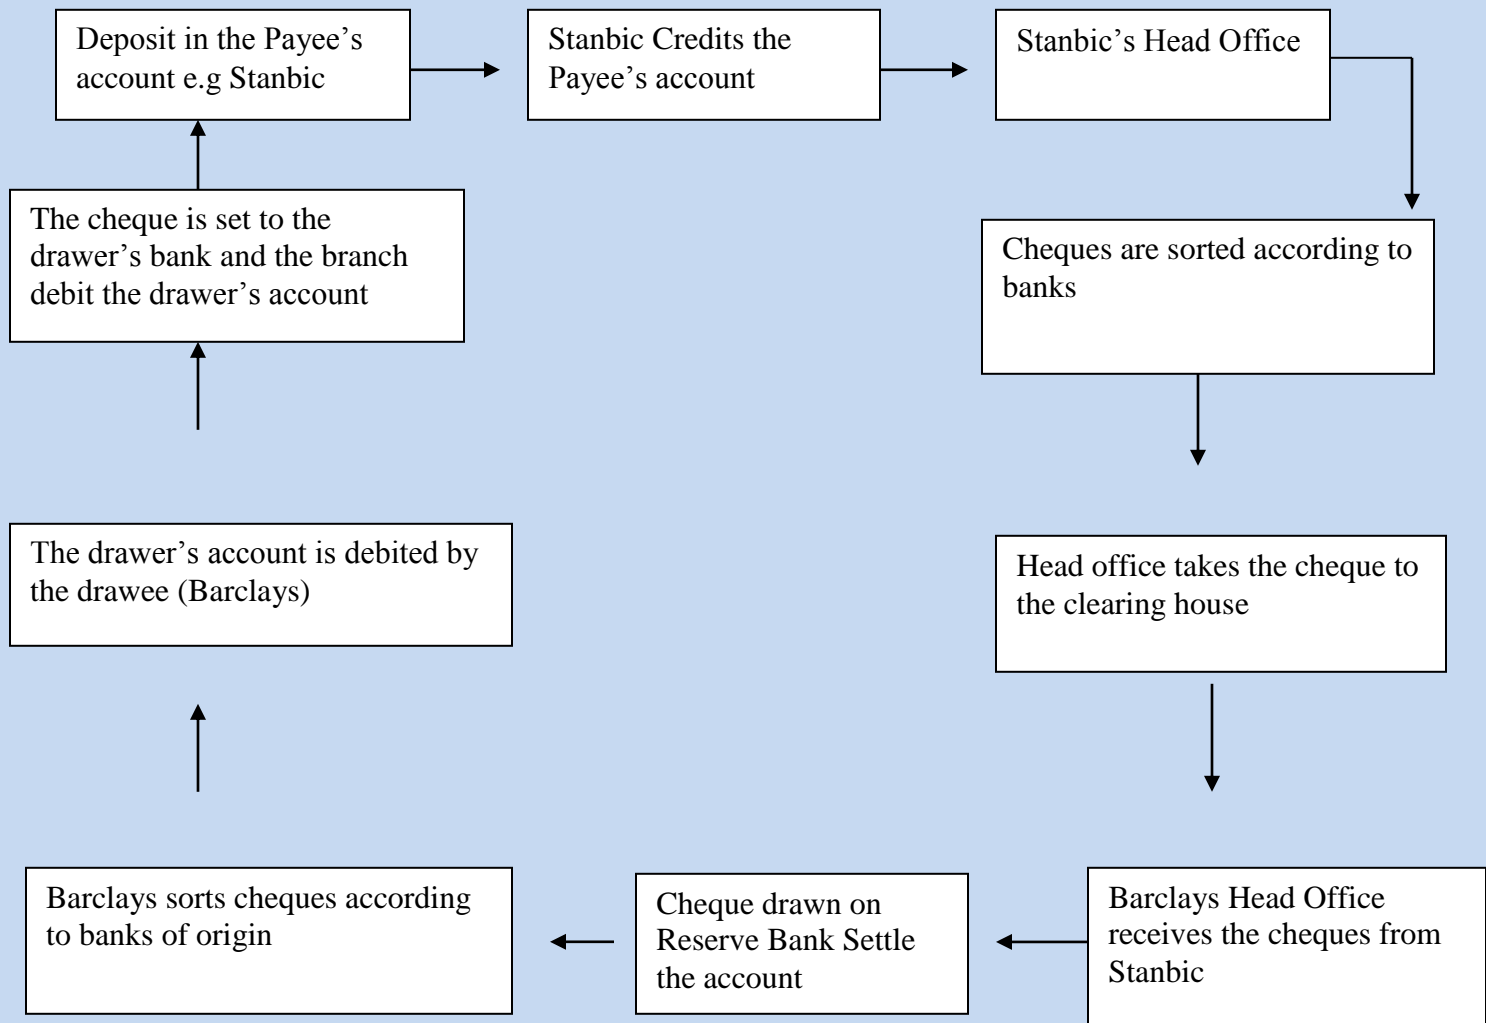 Deposit in the Payee’s
account e.g Stanbic
Stanbic Credits the
Payee’s account
Stanbic’s Head Office
Cheques are sorted according to
banks
Head office takes the cheque to
the clearing house
Barclays Head Office
receives the cheques from
Stanbic
Cheque drawn on
Reserve Bank Settle
the account
Barclays sorts cheques according
to banks of origin
The drawer’s account is debited by
the drawee (Barclays)
The cheque is set to the
drawer’s bank and the branch
debit the drawer’s account